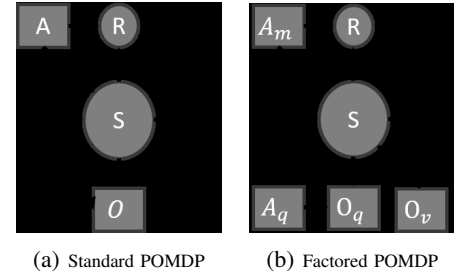 A R A_m R
S S
O A_q O_q O_v
(a) Standard POMDP (b) Factored POMDP